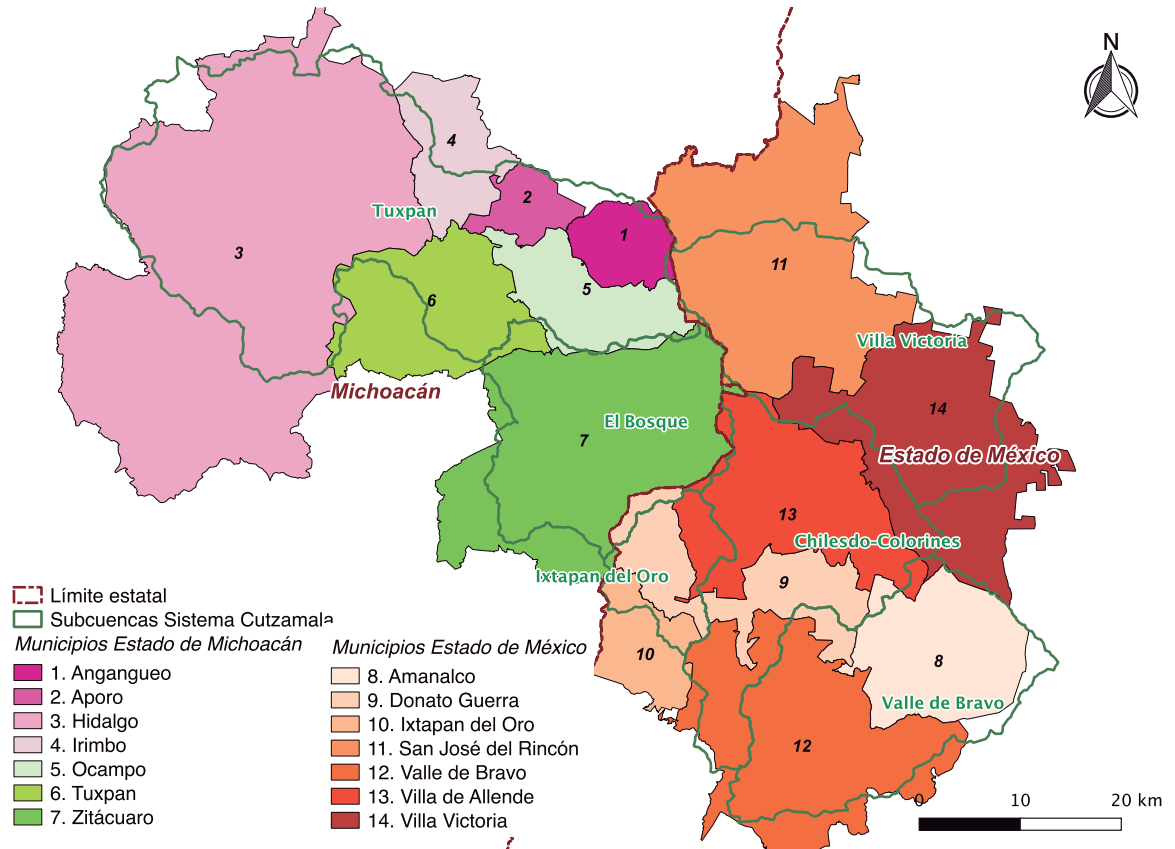 N
4
2
Tuxpan
1
3
11
5
6
Villa Victoria
Michoacán
14
El Bosque
7
Estado de México
13
Chilesdo-Colorines
Ixtapan del Oro
9
10
8
Valle de Bravo
12
Límite estatal
Subcuencas Sistema Cutzamala
Municipios Estado de Michoacán
1. Angangueo
2. Aporo
3. Hidalgo
4. Irimbo
5. Ocampo
6. Tuxpan
7. Zitácuaro
Municipios Estado de México
8. Amanalco
9. Donato Guerra
10. Ixtapan del Oro
11. San José del Rincón
12. Valle de Bravo
13. Villa de Allende
14. Villa Victoria
0 10 20 km